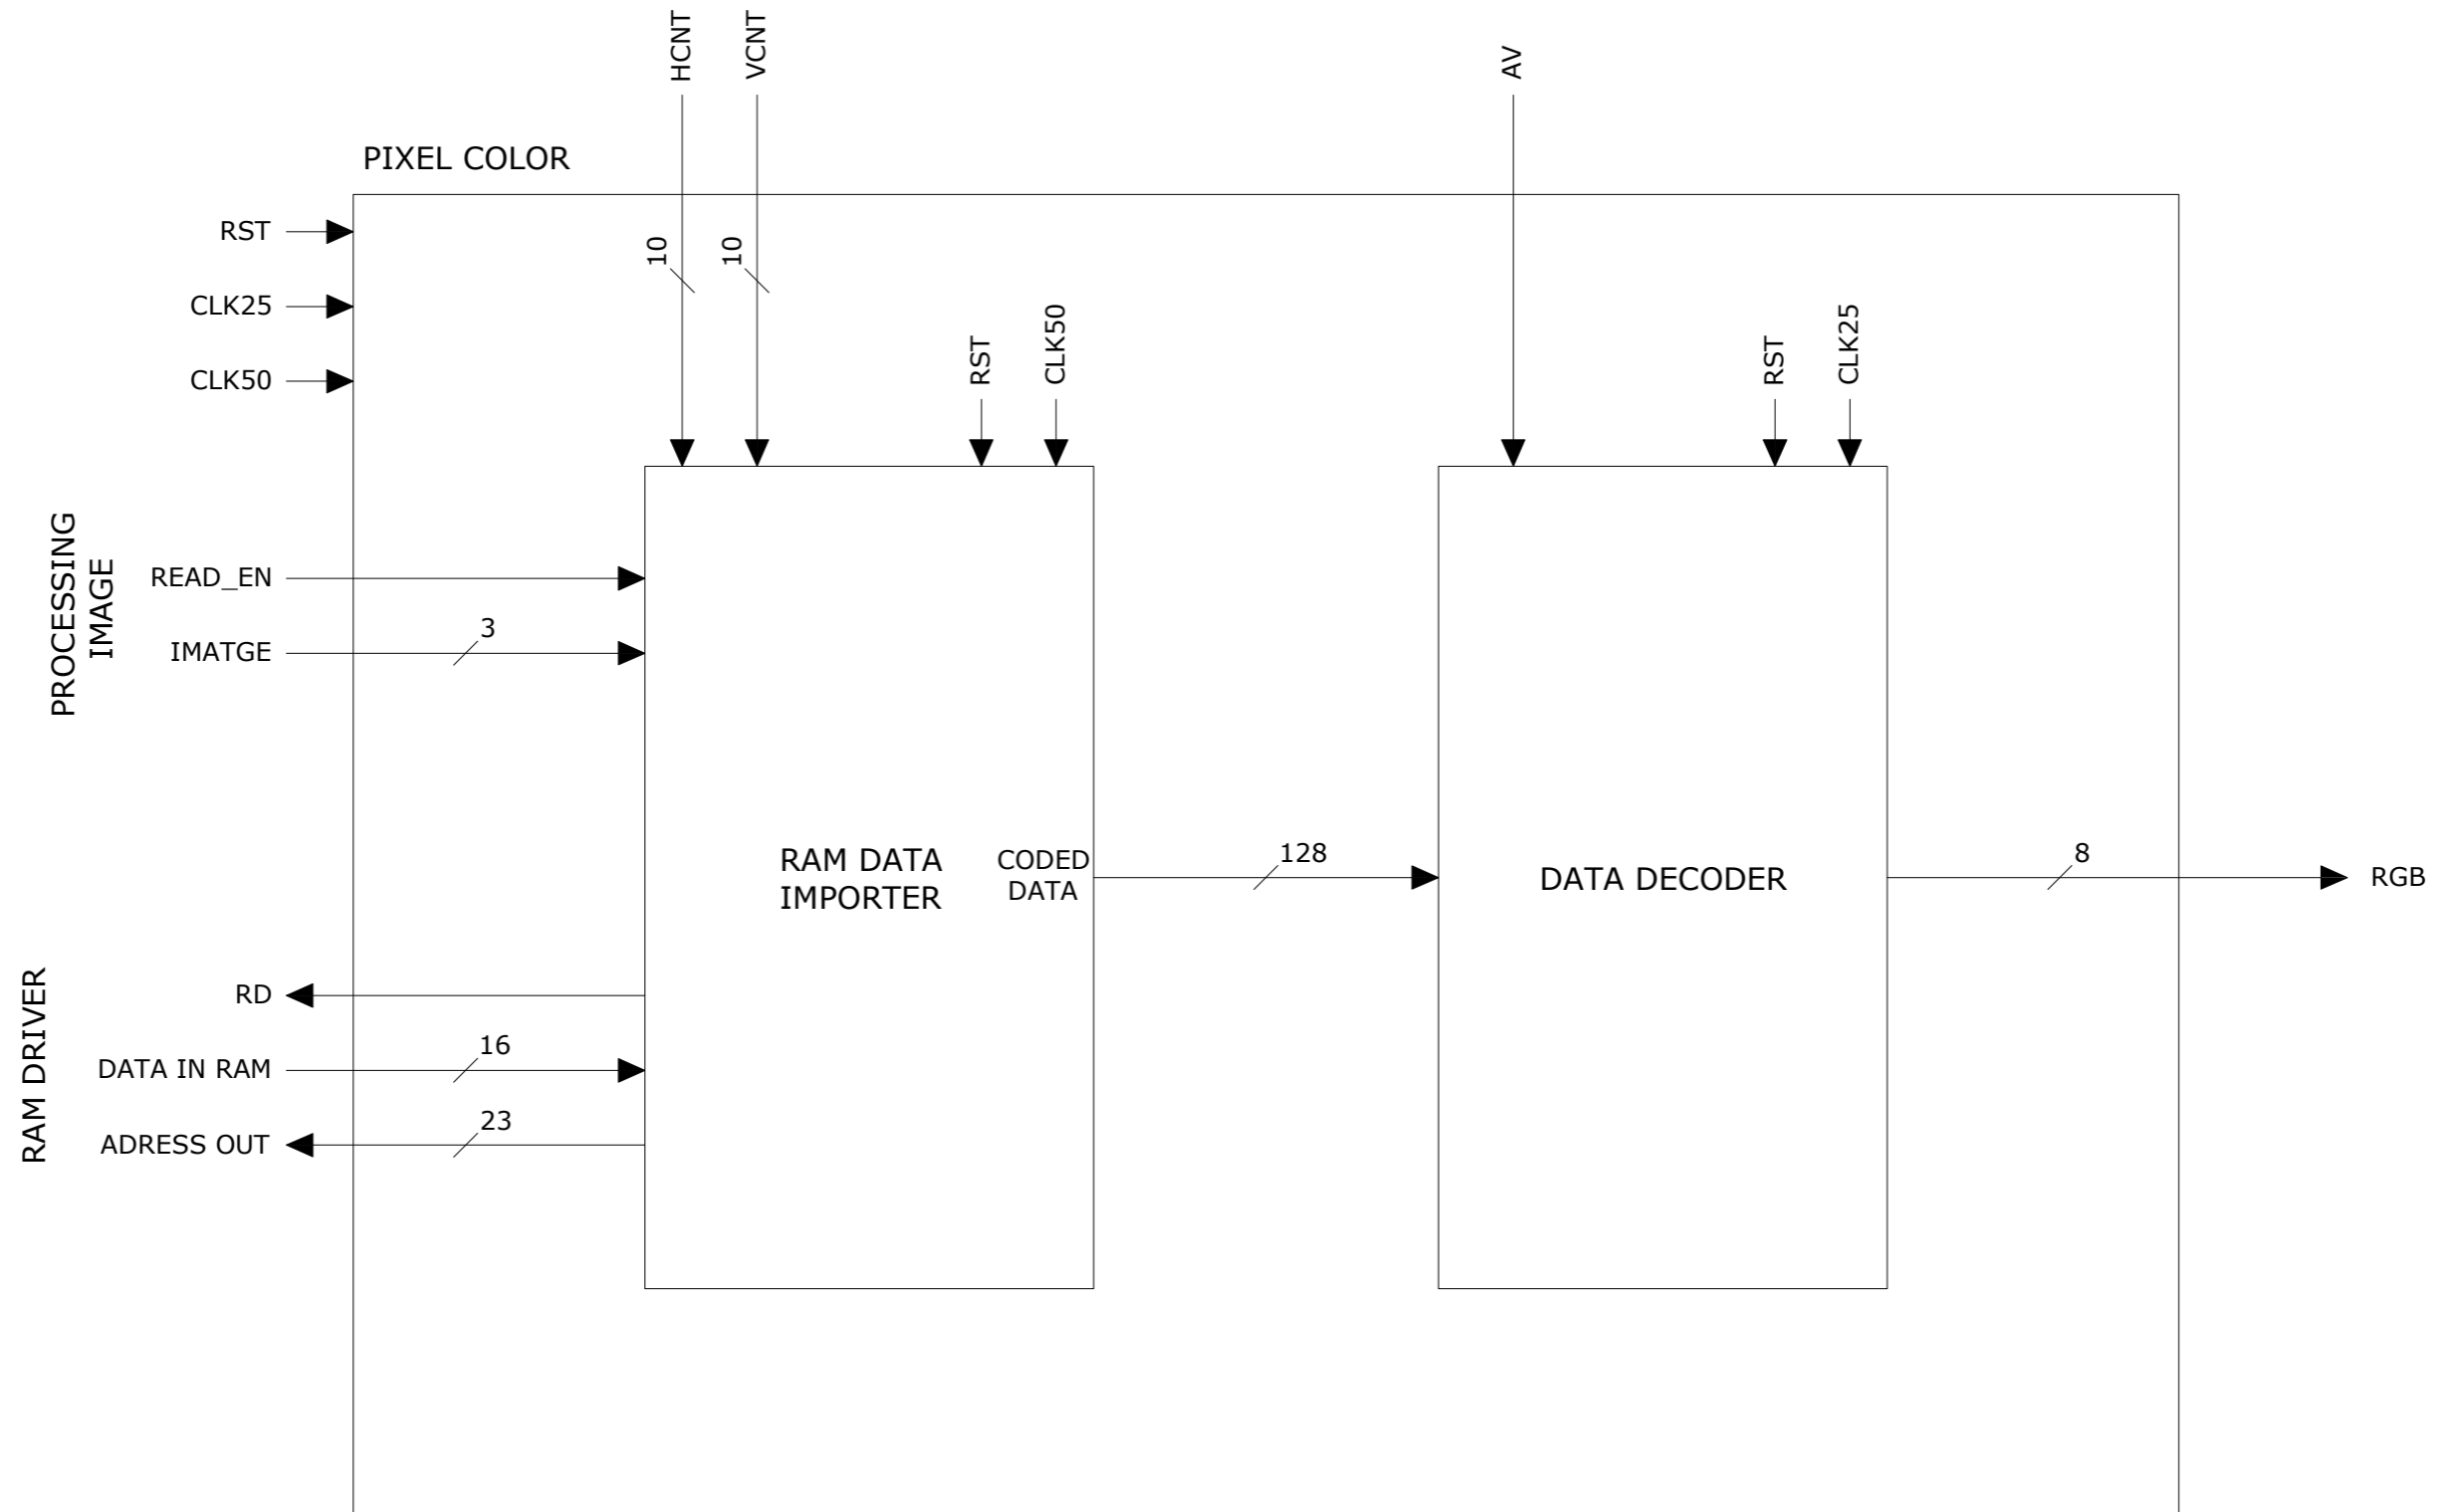 HCNT
VCNT
AV
PIXEL COLOR
RST
CLK25
CLK50
10
10
RST
CLK50
RST
CLK25
PROCESSING
IMAGE
READ_EN
IMATGE
3
RAM DATA
IMPORTER
CODED
DATA
128
DATA DECODER
8
RGB
RAM DRIVER
RD
DATA IN RAM
16
ADRESS OUT
23